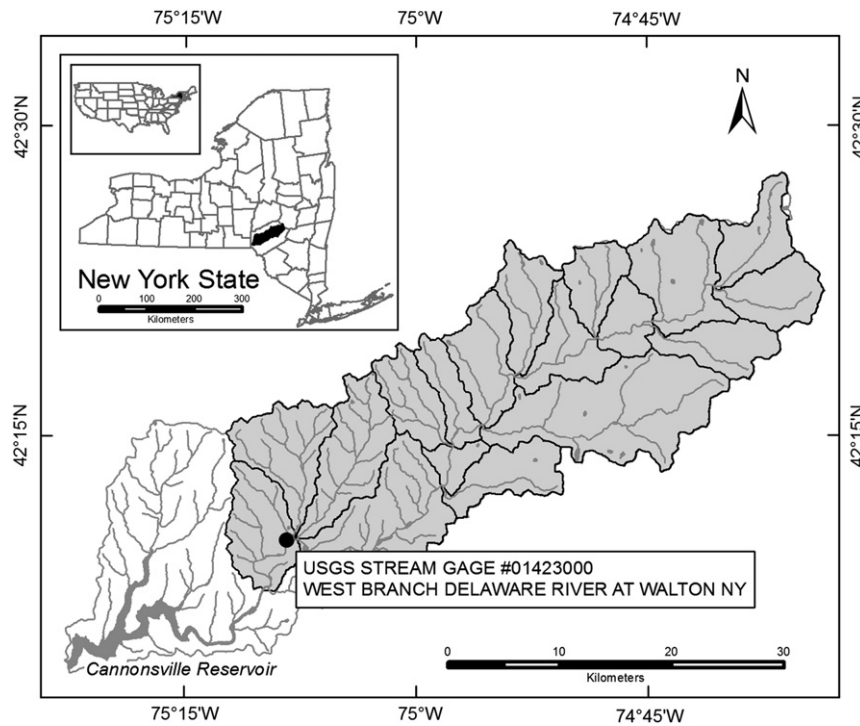 75°15'W 75°W 74°45'W
42°30'N
42°30'N
N
New York State
0 100 200 300
Kilometers
42°15'N
42°15'N
USGS STREAM GAGE #01423000
WEST BRANCH DELAWARE RIVER AT WALTON NY
Cannonsville Reservoir
0 10 20 30
Kilometers
75°15'W 75°W 74°45'W